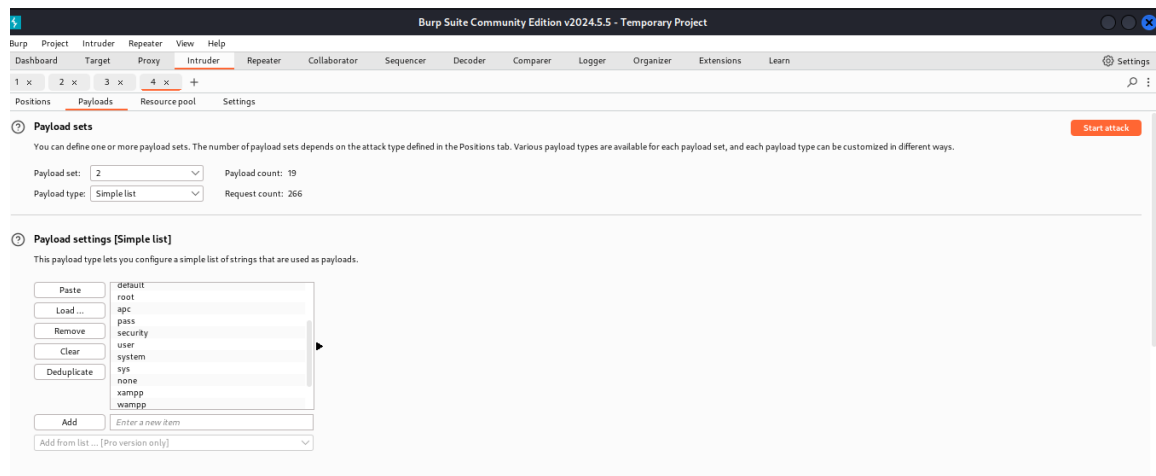 Burp Suite Community Edition v2024.5.5 - Temporary Project
Burp Project Intruder Repeater View Help
Dashboard Target Proxy Intruder Repeater Collaborator Sequencer Decoder Comparer Logger Organizer Extensions Learn Settings
1 × 2 × 3 × 4 × +
Positions Payloads Resource pool Settings
? Payload sets
Start attack
You can define one or more payload sets. The number of payload sets depends on the attack type defined in the Positions tab. Various payload types are available for each payload set, and each payload type can be customized in different ways.
Payload set: 2 Payload count: 19
Payload type: Simple list Request count: 266
? Payload settings [Simple list]
This payload type lets you configure a simple list of strings that are used as payloads.
Paste
Load ...
Remove
Clear
Deduplicate
default
root
apc
pass
security
user
system
sys
none
xampp
wampp
Add Enter a new item
Add from list ... [Pro version only]